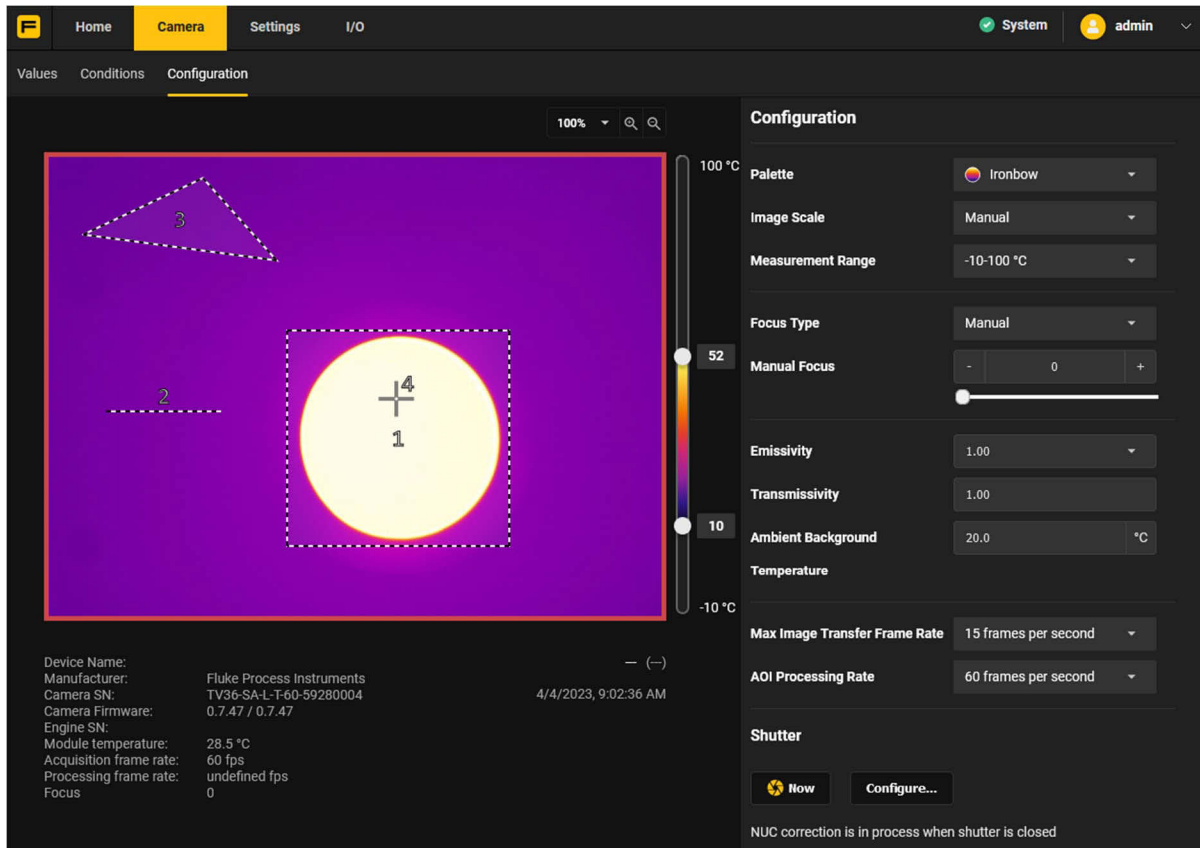 F Home Camera Settings I/O System admin
Values Conditions Configuration
100%
100 °C
52
10
-10 °C
3
2
4
1
Device Name: — (--)
Manufacturer: Fluke Process Instruments
Camera SN: TV36-SA-L-T-60-59280004 4/4/2023, 9:02:36 AM
Camera Firmware: 0.7.47 / 0.7.47
Engine SN:
Module temperature: 28.5 °C
Acquisition frame rate: 60 fps
Processing frame rate: undefined fps
Focus 0
Configuration
Palette Ironbow
Image Scale Manual
Measurement Range -10-100 °C
Focus Type Manual
Manual Focus - 0 +
Emissivity 1.00
Transmissivity 1.00
Ambient Background 20.0 °C
Temperature
Max Image Transfer Frame Rate 15 frames per second
AOI Processing Rate 60 frames per second
Shutter
Now Configure...
NUC correction is in process when shutter is closed